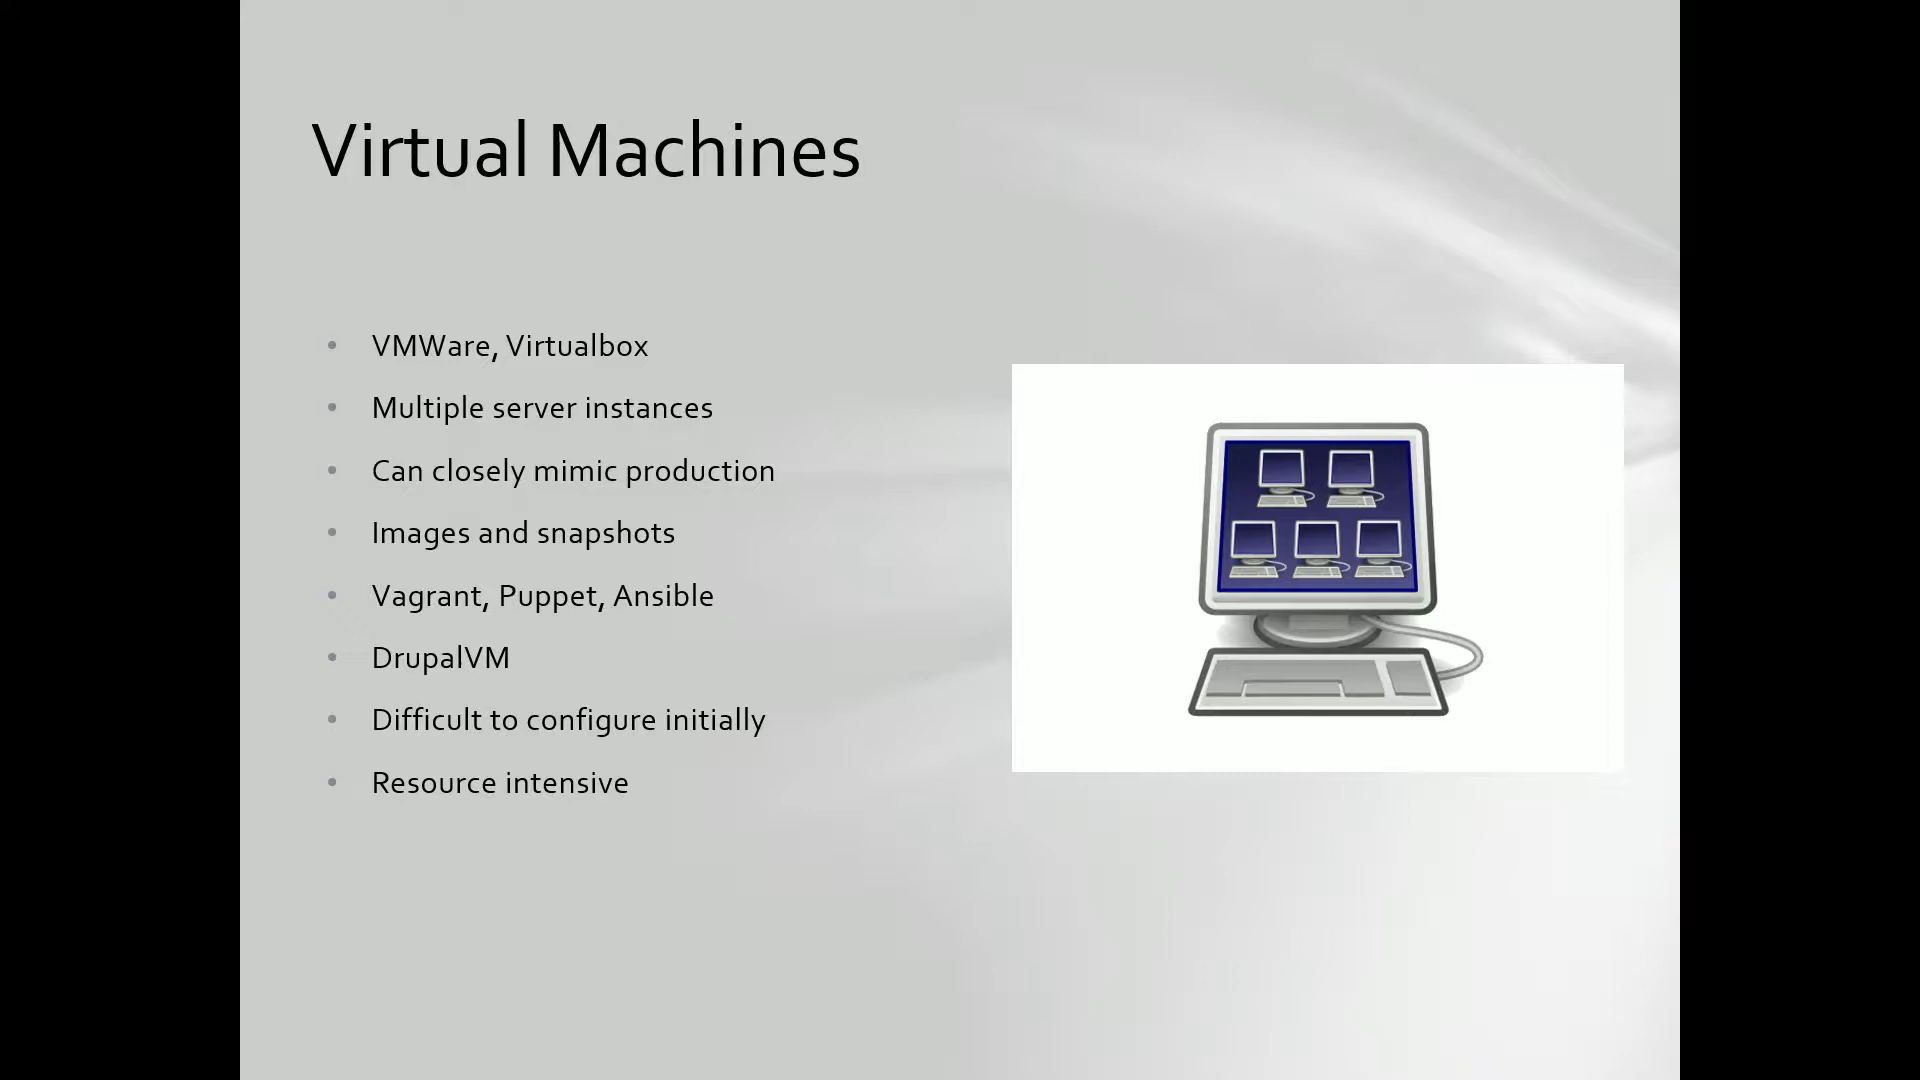 Virtual Machines
VMWare, Virtualbox
Multiple server instances
Can closely mimic production
Images and snapshots
Vagrant, Puppet, Ansible
DrupalVM
Difficult to configure initially
Resource intensive